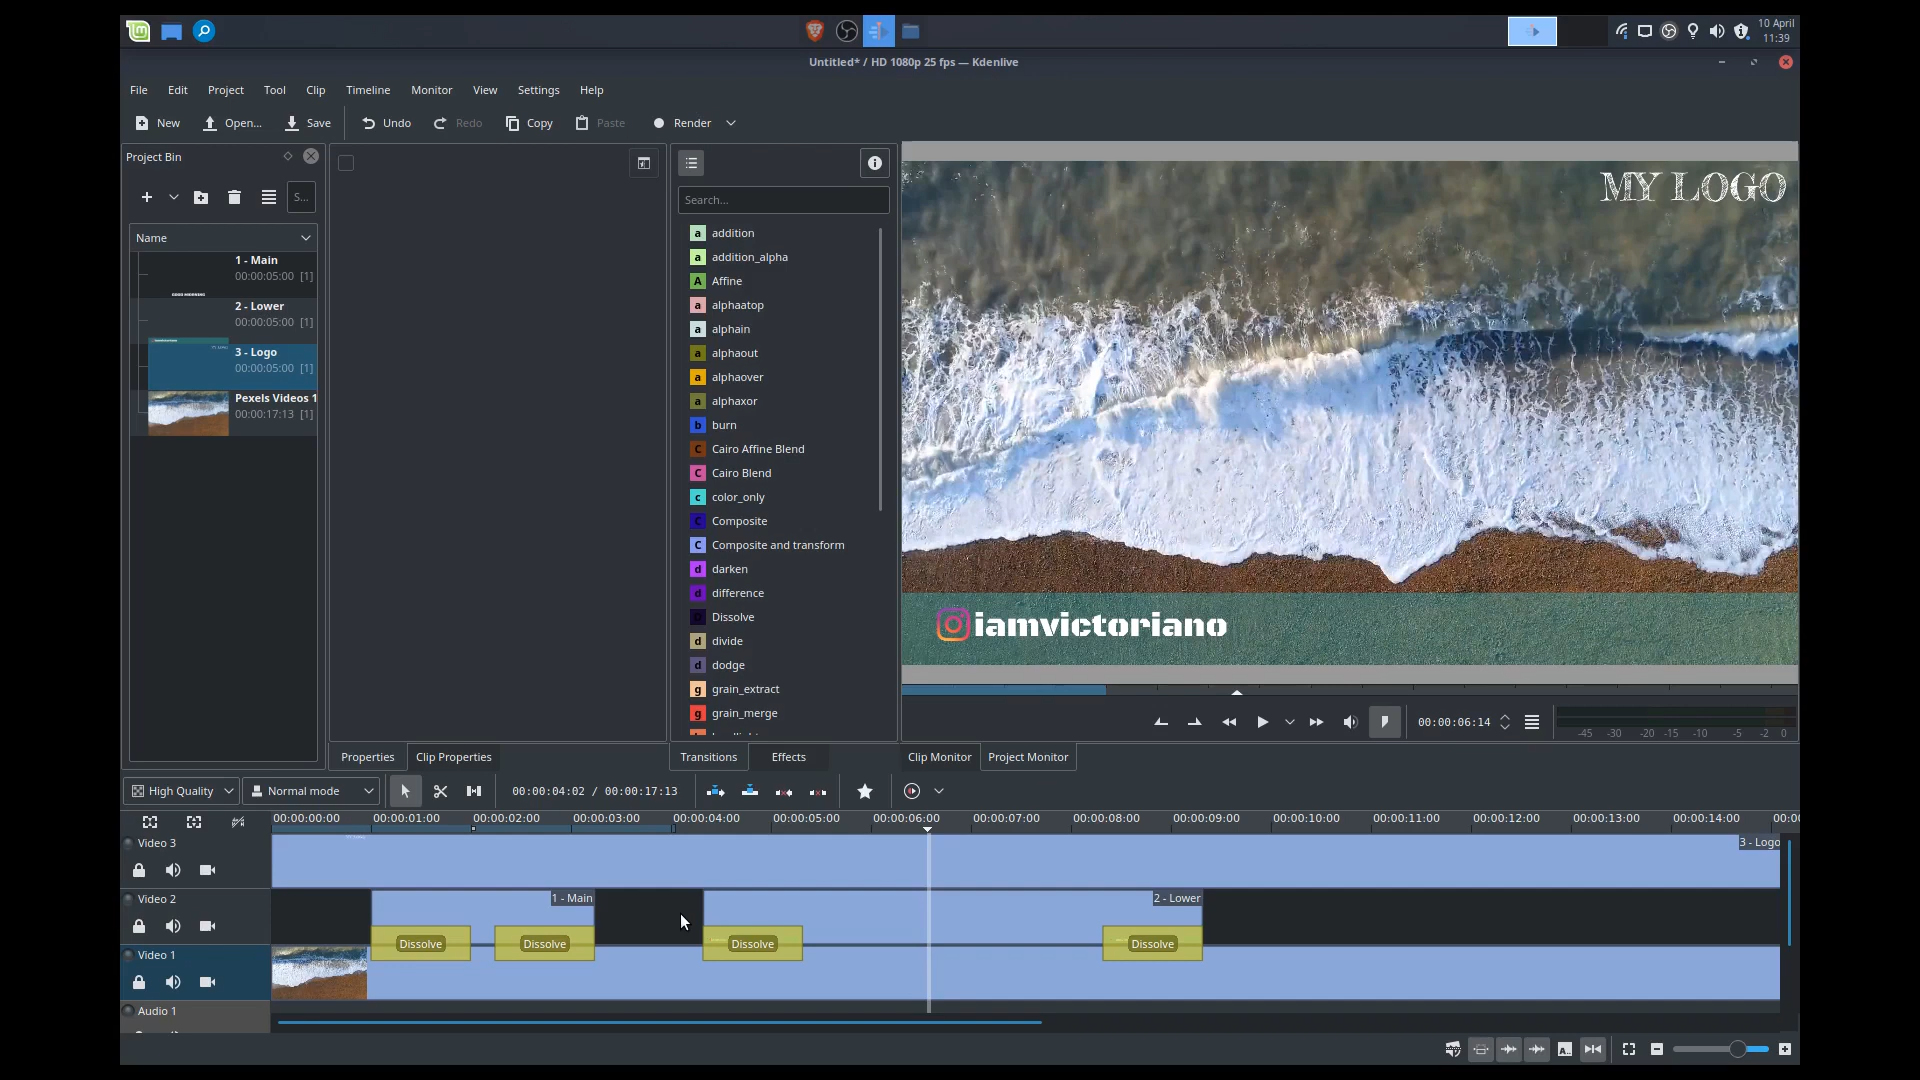 10 April
11:39
Untitled* / HD 1080p 25 fps — Kdenlive
File Edit Project Tool Clip Timeline Monitor View Settings Help
New Open... Save Undo Redo Copy Paste Render
Project Bin
S...
Name
1 - Main
00:00:05:00 [1]
2 - Lower
00:00:05:00 [1]
3 - Logo
00:00:05:00 [1]
Pexels Videos 1
00:00:17:13 [1]
Search...
a addition
a addition_alpha
A Affine
a alphaatop
a alphain
a alphaout
a alphaover
a alphaxor
b burn
C Cairo Affine Blend
C Cairo Blend
c color_only
C Composite
C Composite and transform
d darken
d difference
D Dissolve
d divide
d dodge
g grain_extract
g grain_merge
MY LOGO
iamvictoriano
00:00:06:14
-45 -30 -20 -15 -10 -5 -2 0
Properties Clip Properties
Transitions Effects
Clip Monitor Project Monitor
High Quality Normal mode 00:00:04:02 / 00:00:17:13
00:00:00:00 00:00:01:00 00:00:02:00 00:00:03:00 00:00:04:00 00:00:05:00 00:00:06:00 00:00:07:00 00:00:08:00 00:00:09:00 00:00:10:00 00:00:11:00 00:00:12:00 00:00:13:00 00:00:14:00 00:00
Video 3
3 - Logo
Video 2
1 - Main 2 - Lower
Dissolve Dissolve Dissolve Dissolve
Video 1
Audio 1